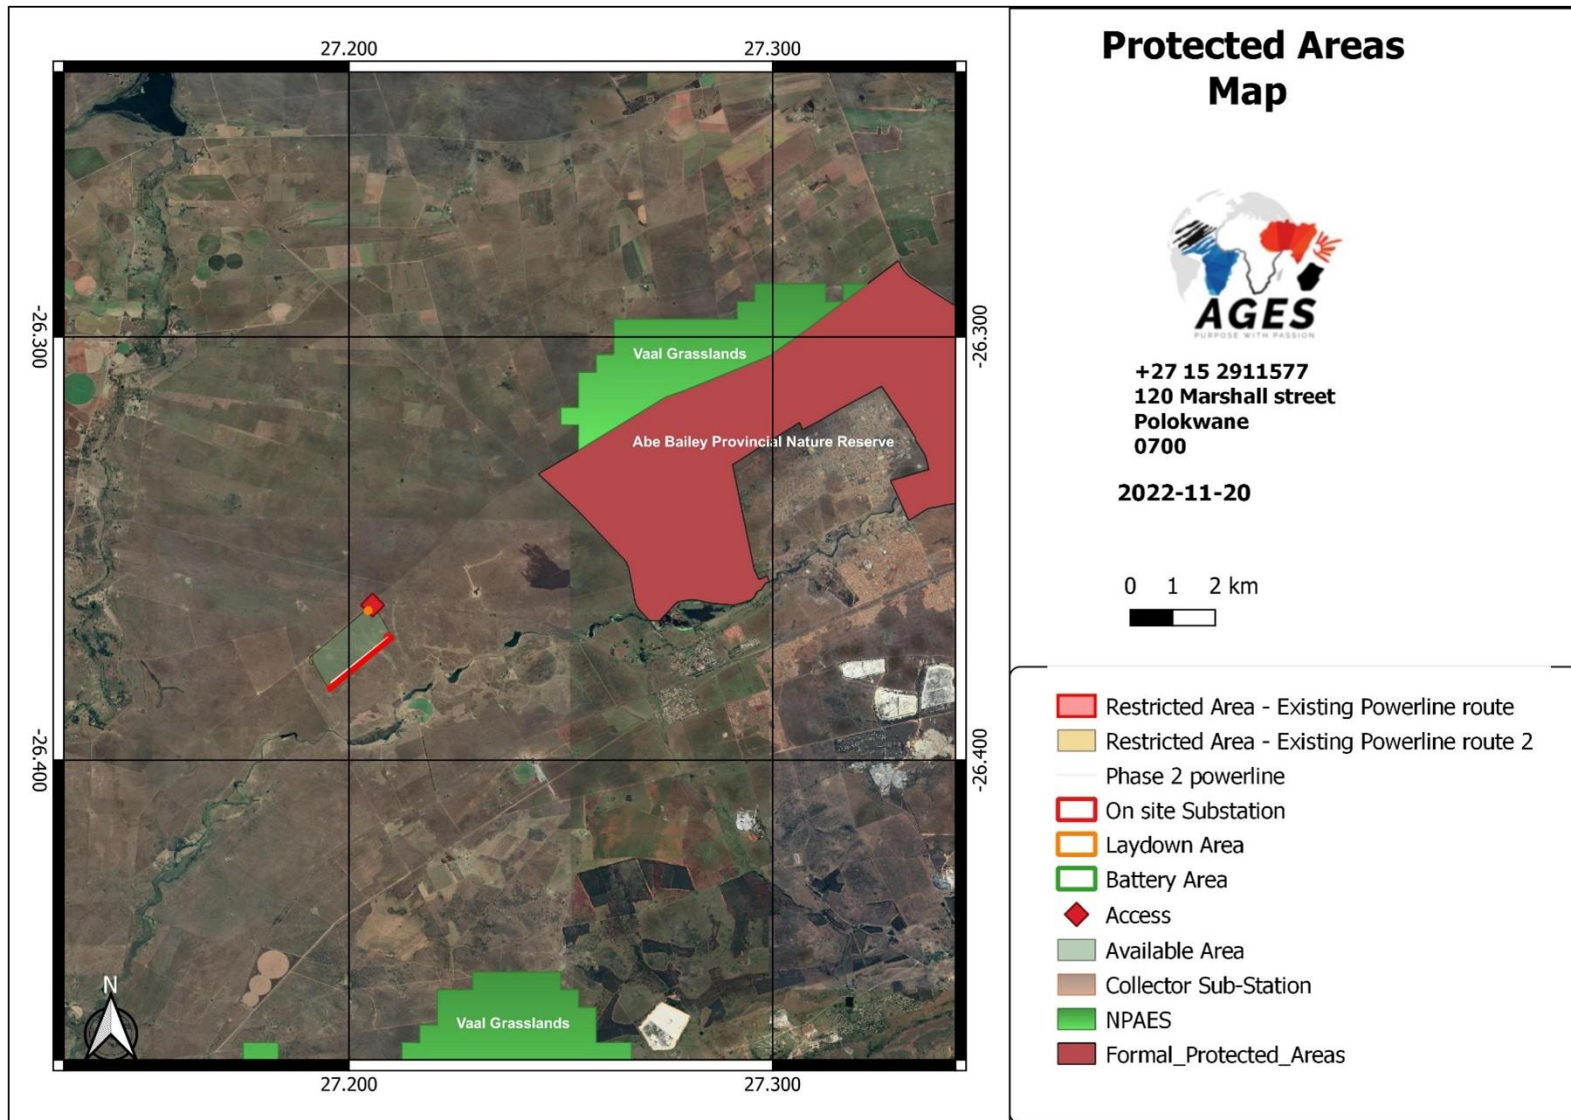 Protected Areas
Map
AGES
PURPOSE WITH PASSION
+27 15 2911577
120 Marshall street
Polokwane
0700
2022-11-20
0 1 2 km
27.200 27.300
-26.300 -26.300
Vaal Grasslands
Abe Bailey Provincial Nature Reserve
-26.400 -26.400
N
Vaal Grasslands
27.200 27.300
Restricted Area - Existing Powerline route
Restricted Area - Existing Powerline route 2
Phase 2 powerline
On site Substation
Laydown Area
Battery Area
Access
Available Area
Collector Sub-Station
NPAES
Formal_Protected_Areas